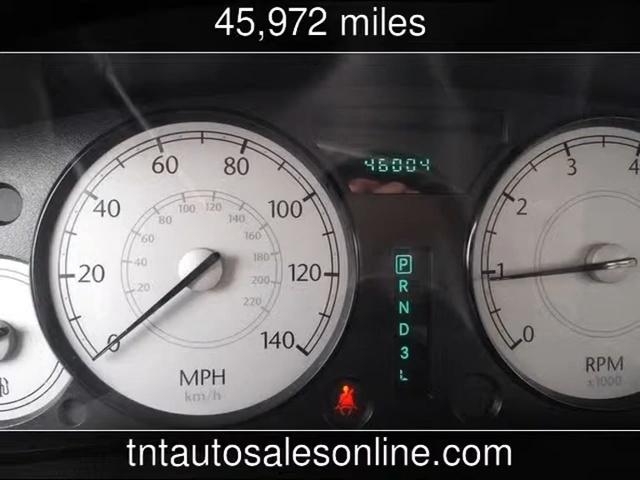 45,972 miles
46004
0 20 40 60 80 100 120 140
20 40 60 80 100 120 140 160 180 200 220
MPH
km/h
P
R
N
D
3
L
0 1 2 3 4
RPM
x1000
tntautosalesonline.com